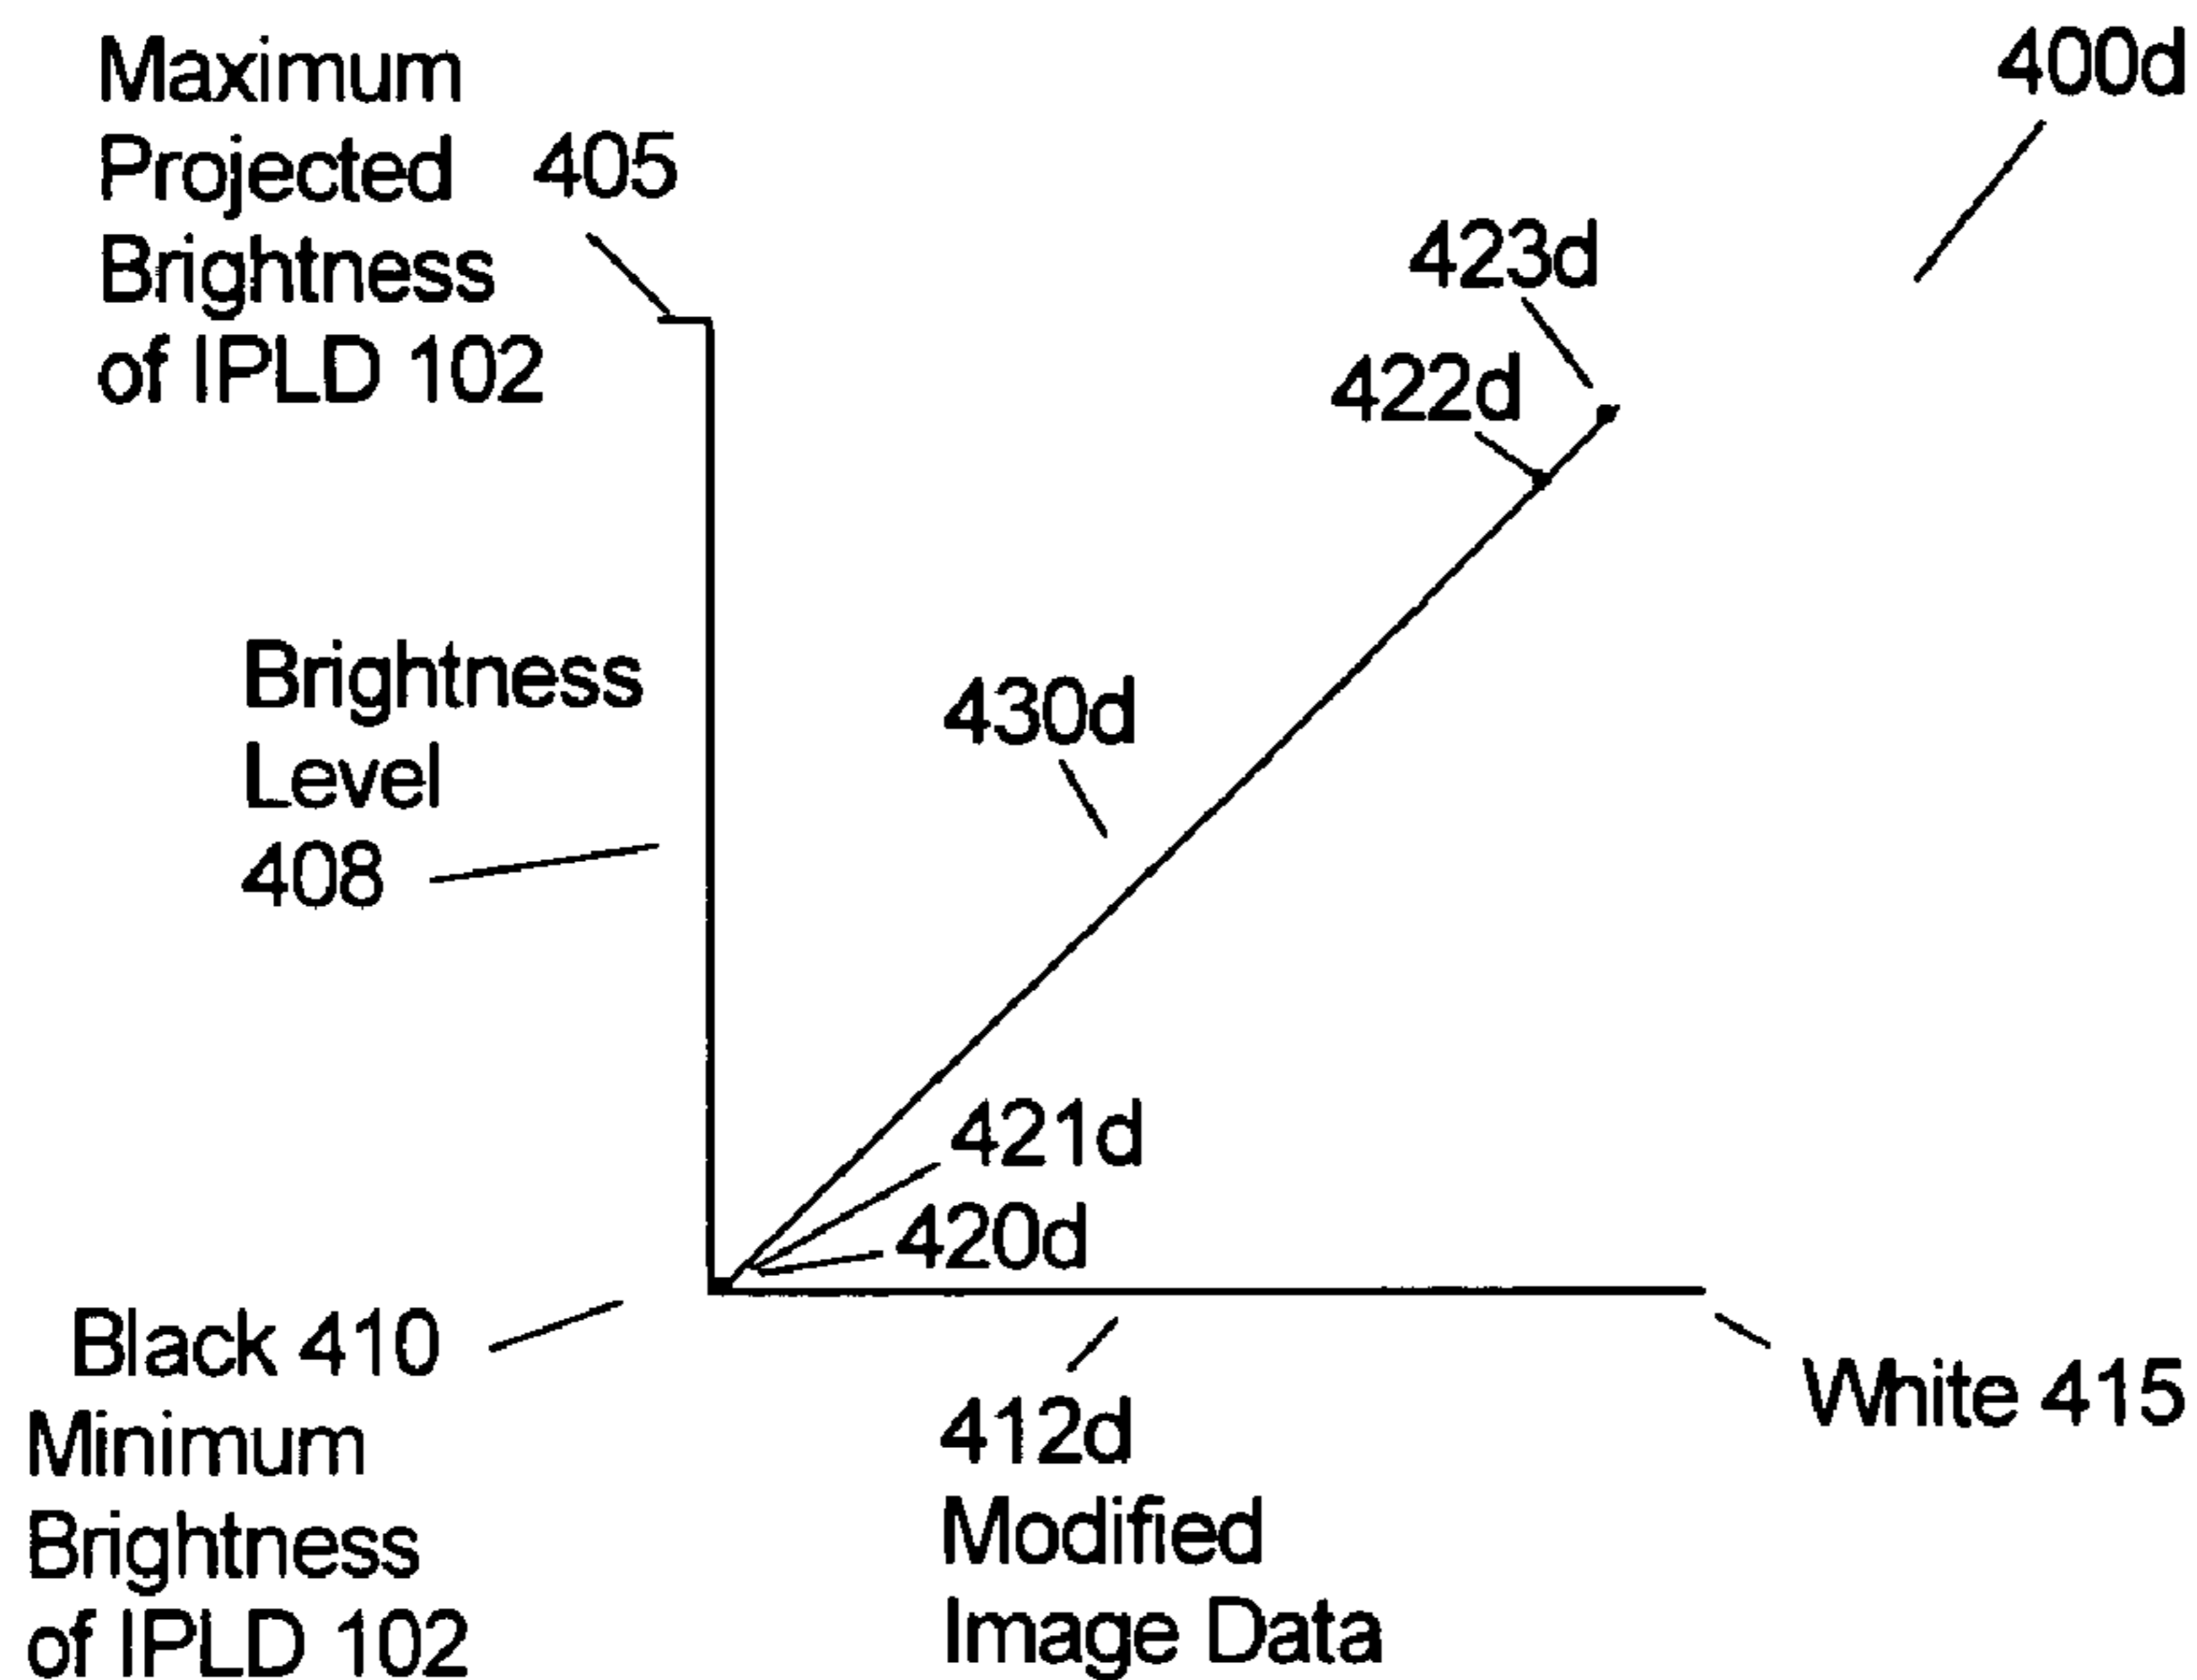 Maximum
Projected 405
Brightness
of IPLD 102
400d
423d
422d
Brightness
Level
408
430d
421d
420d
Black 410
Minimum
Brightness
of IPLD 102
412d
Modified
Image Data
White 415